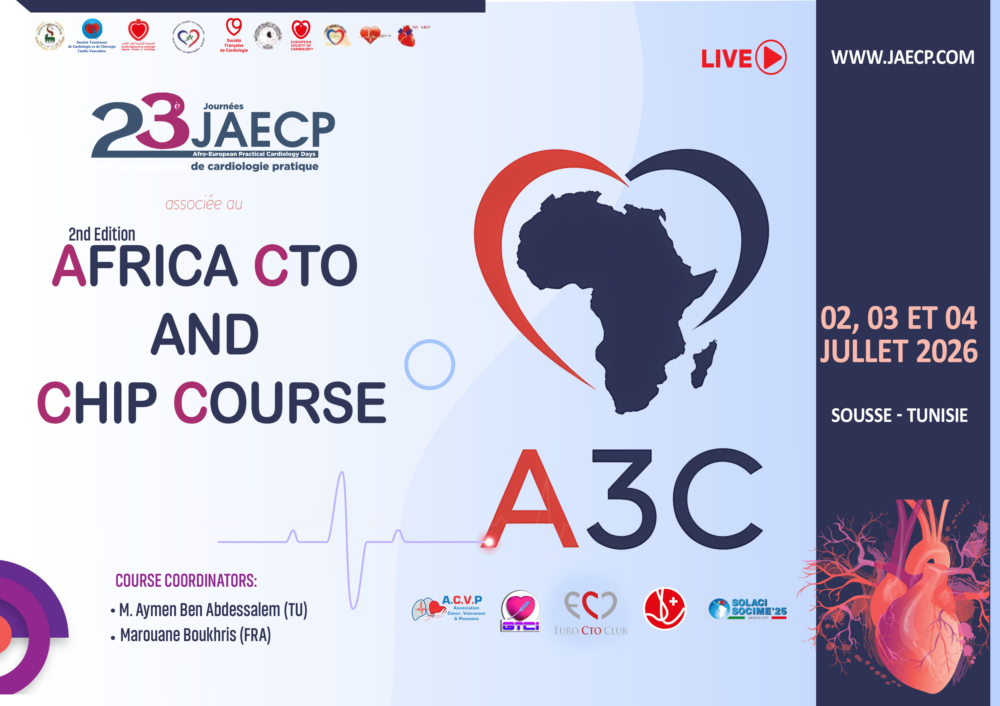 Société Tunisienne
de Cardiologie et de Chirurgie
Cardio-Vasculaire
الجمعية الجزائرية لطب القلب
Société Algérienne de Cardiologie
Algerian Society of Cardiology
Société
Française
de Cardiologie
EUROPEAN
SOCIETY OF
CARDIOLOGY®
LIVE
WWW.JAECP.COM
23è Journées
JAECP
Afro-European Practical Cardiology Days
Afro-européennes de cardiologie pratique
associée au
2nd Edition
AFRICA CTO
AND
CHIP COURSE
02, 03 ET 04
JULLET 2026
SOUSSE - TUNISIE
A3C
COURSE COORDINATORS:
• M. Aymen Ben Abdessalem (TU)
• Marouane Boukhris (FRA)
A.C.V.P
Association
Coeur, Vaisseaux
& Poumons
GTCI
ECC
EURO CTO CLUB
SOLACI
SOCIME'25
MEXICO CITY